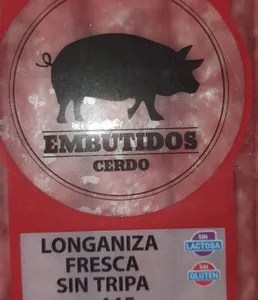 EMBUTIDOS
CERDO
LONGANIZA
FRESCA
SIN TRIPA
SIN
LACTOSA
SIN
GLUTEN